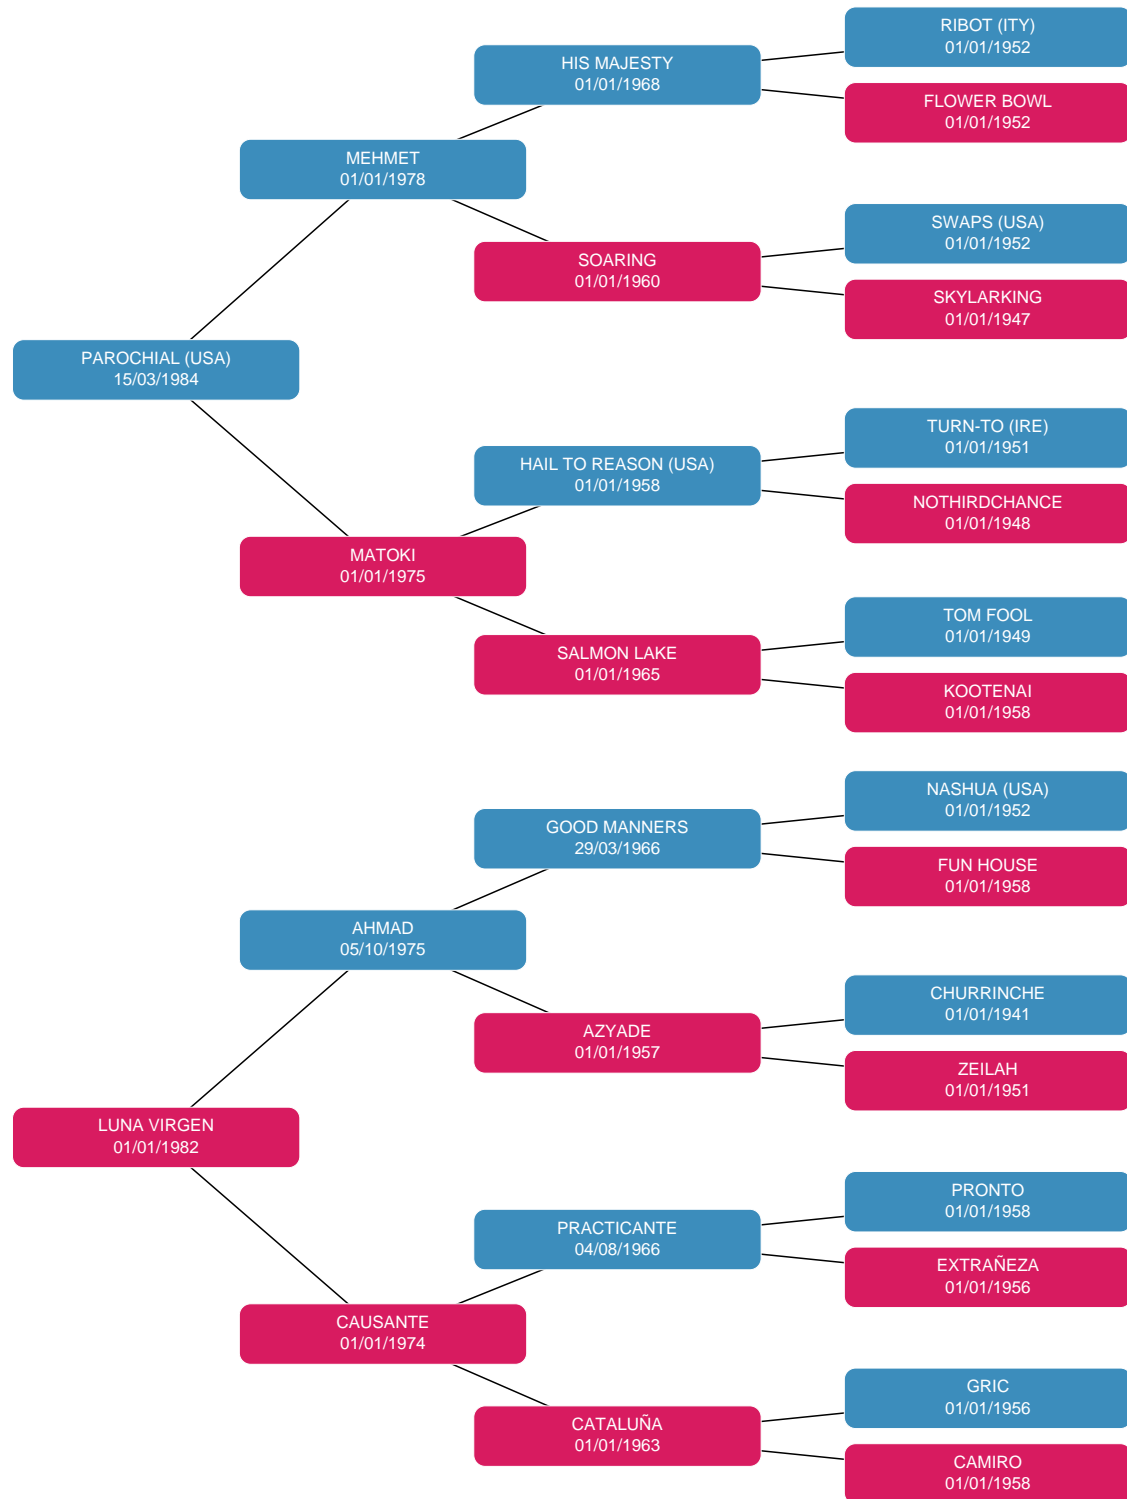 RIBOT (ITY)
01/01/1952
HIS MAJESTY
01/01/1968
FLOWER BOWL
01/01/1952
MEHMET
01/01/1978
SWAPS (USA)
01/01/1952
SOARING
01/01/1960
SKYLARKING
01/01/1947
PAROCHIAL (USA)
15/03/1984
TURN-TO (IRE)
01/01/1951
HAIL TO REASON (USA)
01/01/1958
NOTHIRDCHANCE
01/01/1948
MATOKI
01/01/1975
TOM FOOL
01/01/1949
SALMON LAKE
01/01/1965
KOOTENAI
01/01/1958
NASHUA (USA)
01/01/1952
GOOD MANNERS
29/03/1966
FUN HOUSE
01/01/1958
AHMAD
05/10/1975
CHURRINCHE
01/01/1941
AZYADE
01/01/1957
ZEILAH
01/01/1951
LUNA VIRGEN
01/01/1982
PRONTO
01/01/1958
PRACTICANTE
04/08/1966
EXTRAÑEZA
01/01/1956
CAUSANTE
01/01/1974
GRIC
01/01/1956
CATALUÑA
01/01/1963
CAMIRO
01/01/1958